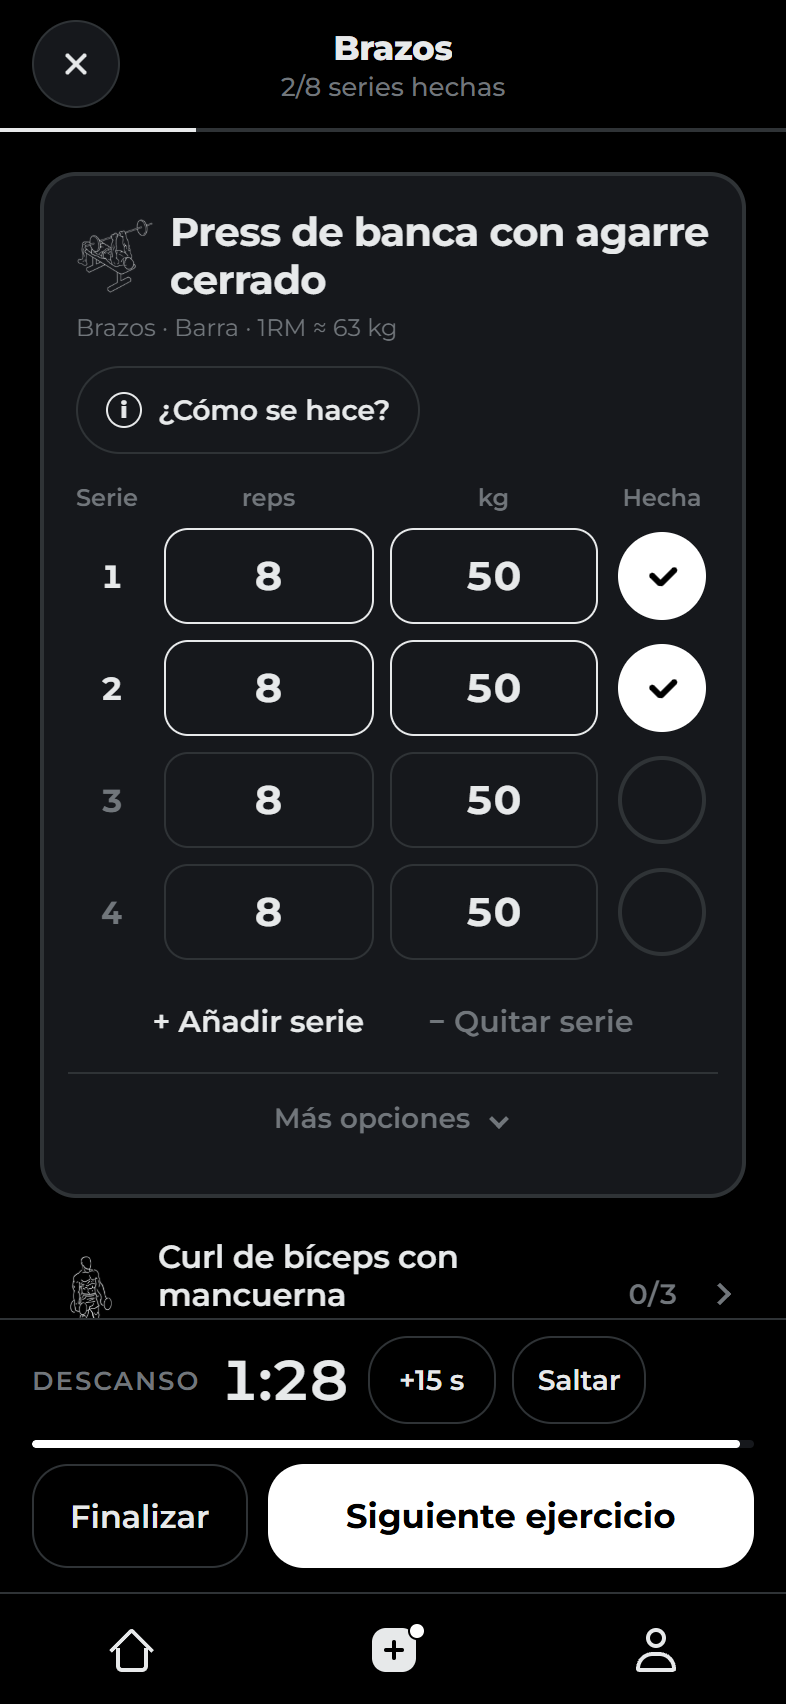 Brazos
2/8 series hechas
Press de banca con agarre
cerrado
Brazos · Barra · 1RM ≈ 63 kg
¿Cómo se hace?
Serie reps kg Hecha
1 8 50
2 8 50
3 8 50
4 8 50
+ Añadir serie − Quitar serie
Más opciones
Curl de bíceps con
mancuerna
0/3
DESCANSO 1:28 +15 s Saltar
Finalizar Siguiente ejercicio